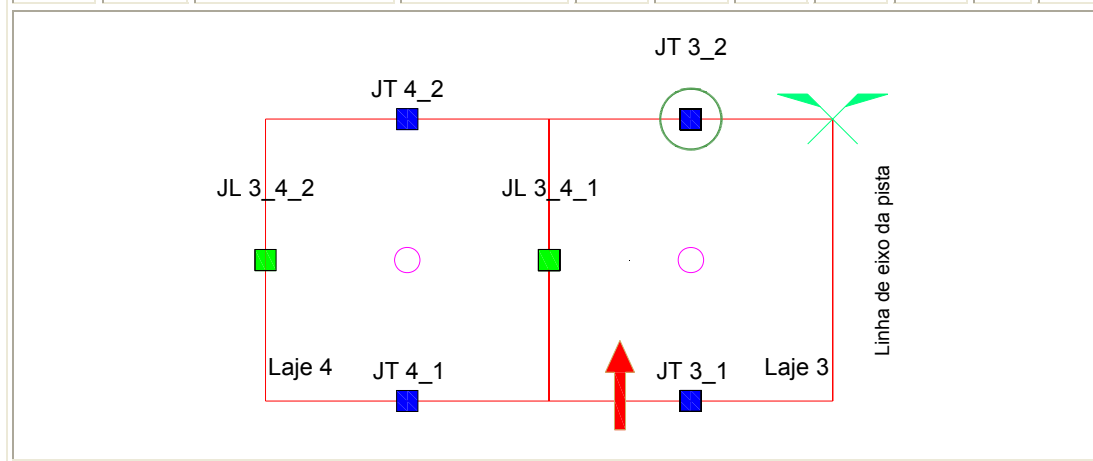 JT 3_2
JT 4_2
JL 3_4_2
JL 3_4_1
Linha de eixo da pista
Laje 4
JT 4_1
JT 3_1
Laje 3